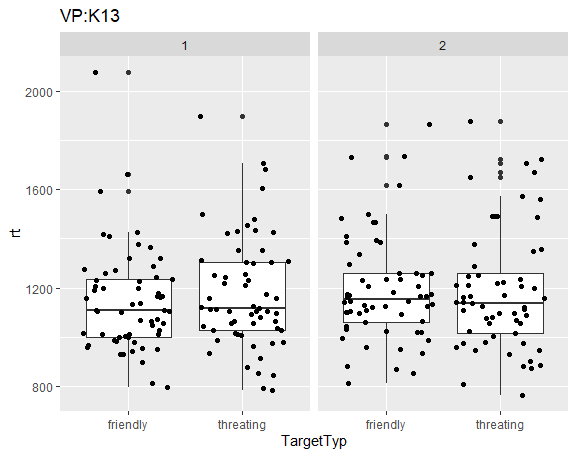 VP:K13
1 2
2000
1600
1200
800
rt
friendly threating friendly threating
TargetTyp